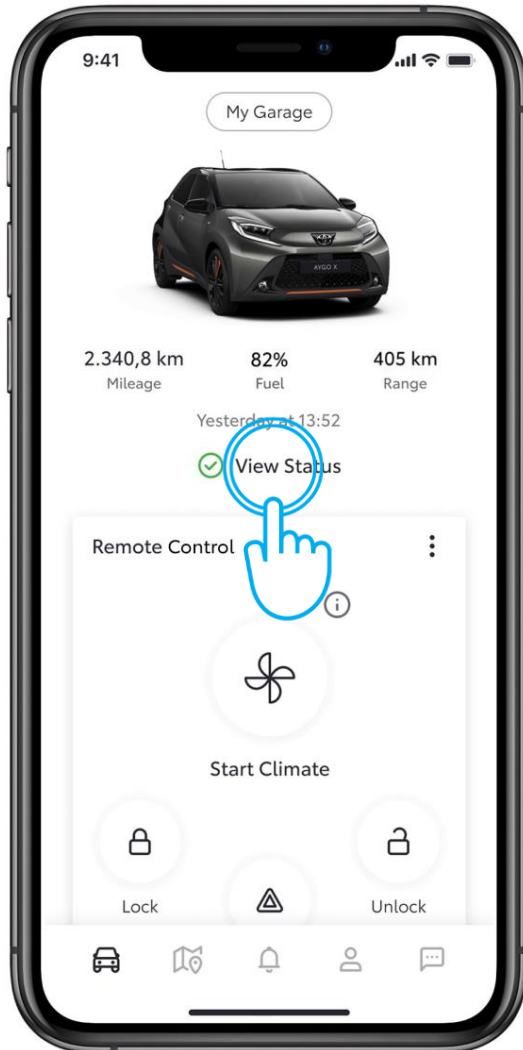 9:41
My Garage
AYGO X
2.340,8 km 82% 405 km
Mileage Fuel Range
Yesterday at 13:52
View Status
Remote Control
Start Climate
Lock Unlock